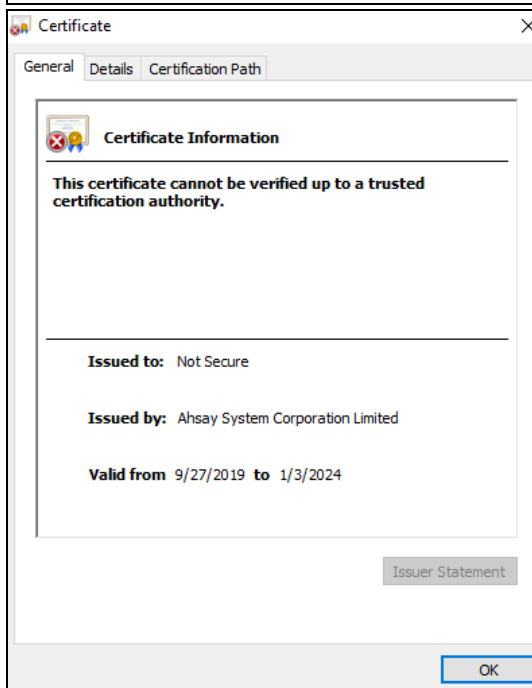 Certificate
General Details Certification Path
Certificate Information
This certificate cannot be verified up to a trusted
certification authority.
Issued to: Not Secure
Issued by: Ahsay System Corporation Limited
Valid from 9/27/2019 to 1/3/2024
Issuer Statement
OK